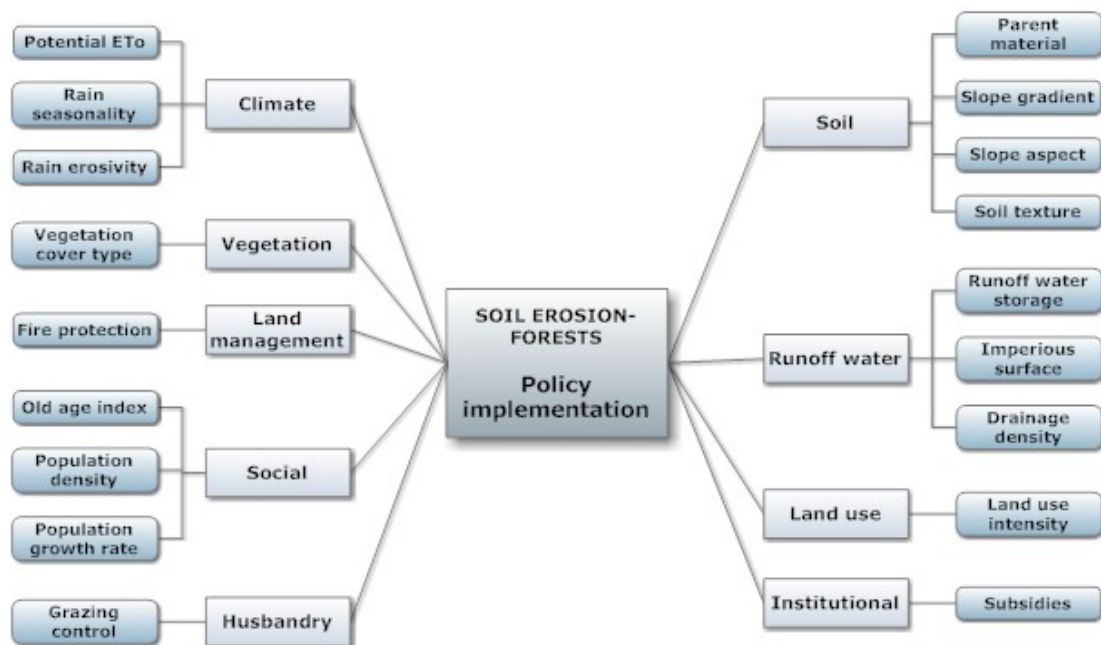 Potential ETo
Rain
seasonality
Rain erosivity
Climate
Vegetation
cover type
Vegetation
Fire protection
Land
management
Old age index
Population
density
Population
growth rate
Social
Grazing
control
Husbandry
SOIL EROSION-
FORESTS
Policy
implementation
Soil
Parent
material
Slope gradient
Slope aspect
Soil texture
Runoff water
Runoff water
storage
Imperious
surface
Drainage
density
Land use
Land use
intensity
Institutional
Subsidies